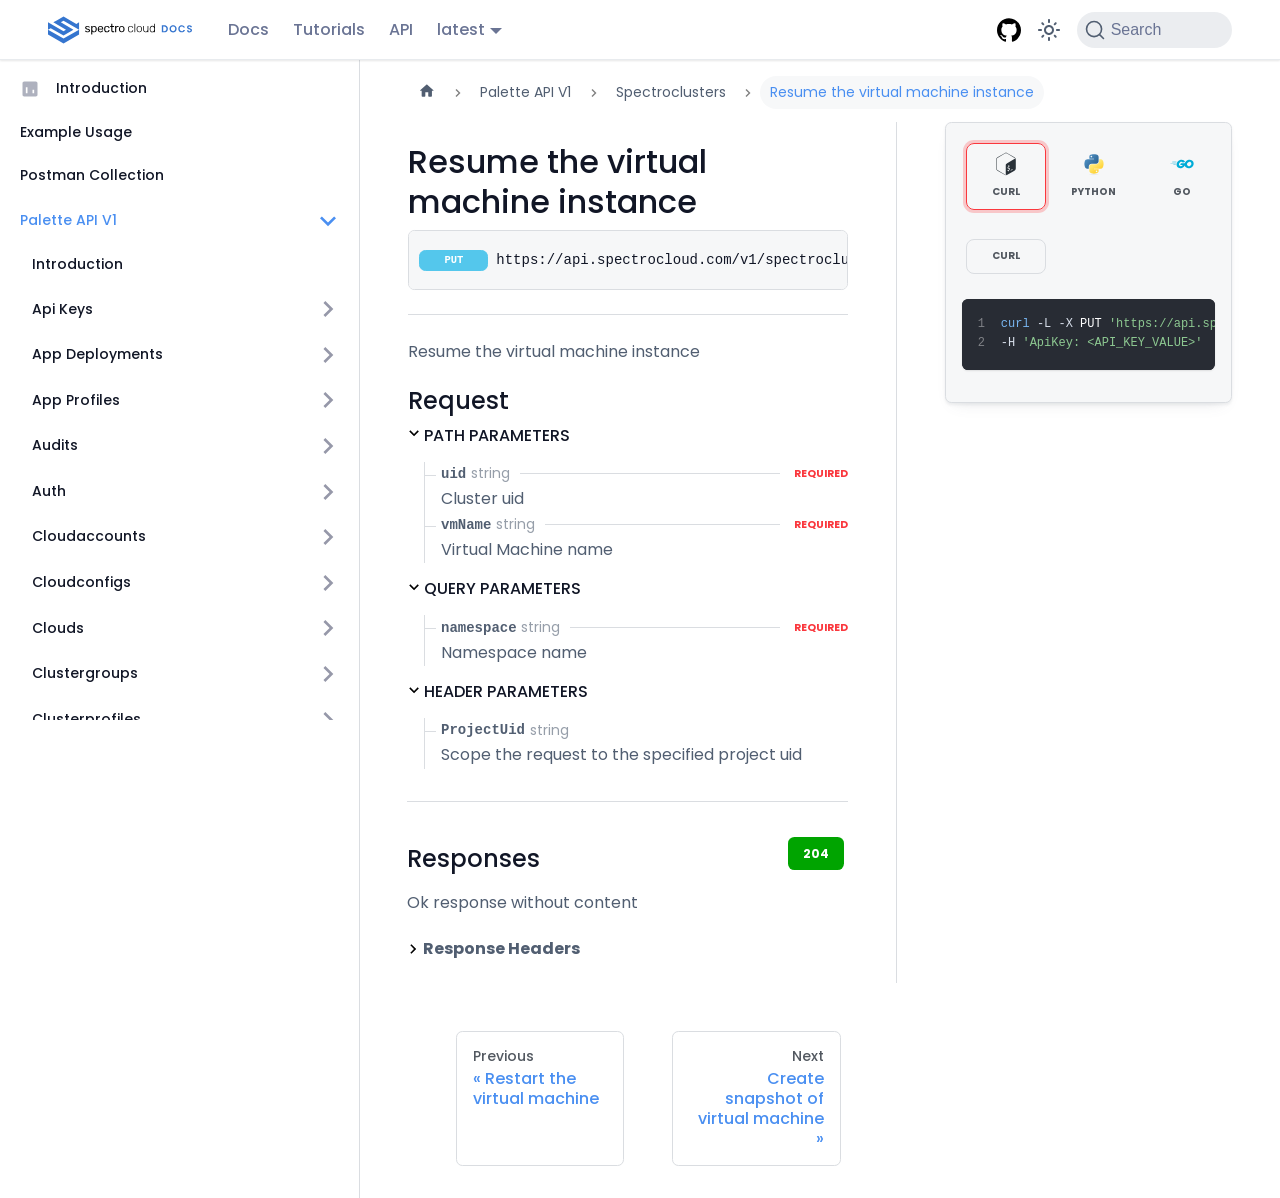 spectro cloud DOCS
Docs
Tutorials
API
latest
Search
Introduction
Example Usage
Postman Collection
Palette API V1
Introduction
Api Keys
App Deployments
App Profiles
Audits
Auth
Cloudaccounts
Cloudconfigs
Clouds
Clustergroups
Clusterprofiles
Palette API V1
Spectroclusters
Resume the virtual machine instance
Resume the virtual
machine instance
PUT https://api.spectrocloud.com/v1/spectroclu
Resume the virtual machine instance
Request
PATH PARAMETERS
uid string REQUIRED
Cluster uid
vmName string REQUIRED
Virtual Machine name
QUERY PARAMETERS
namespace string REQUIRED
Namespace name
HEADER PARAMETERS
ProjectUid string
Scope the request to the specified project uid
Responses
204
Ok response without content
Response Headers
Previous
« Restart the
virtual machine
Next
Create
snapshot of
virtual machine
»
CURL
PYTHON
GO
CURL
1 curl -L -X PUT 'https://api.sp
2 -H 'ApiKey: <API_KEY_VALUE>'